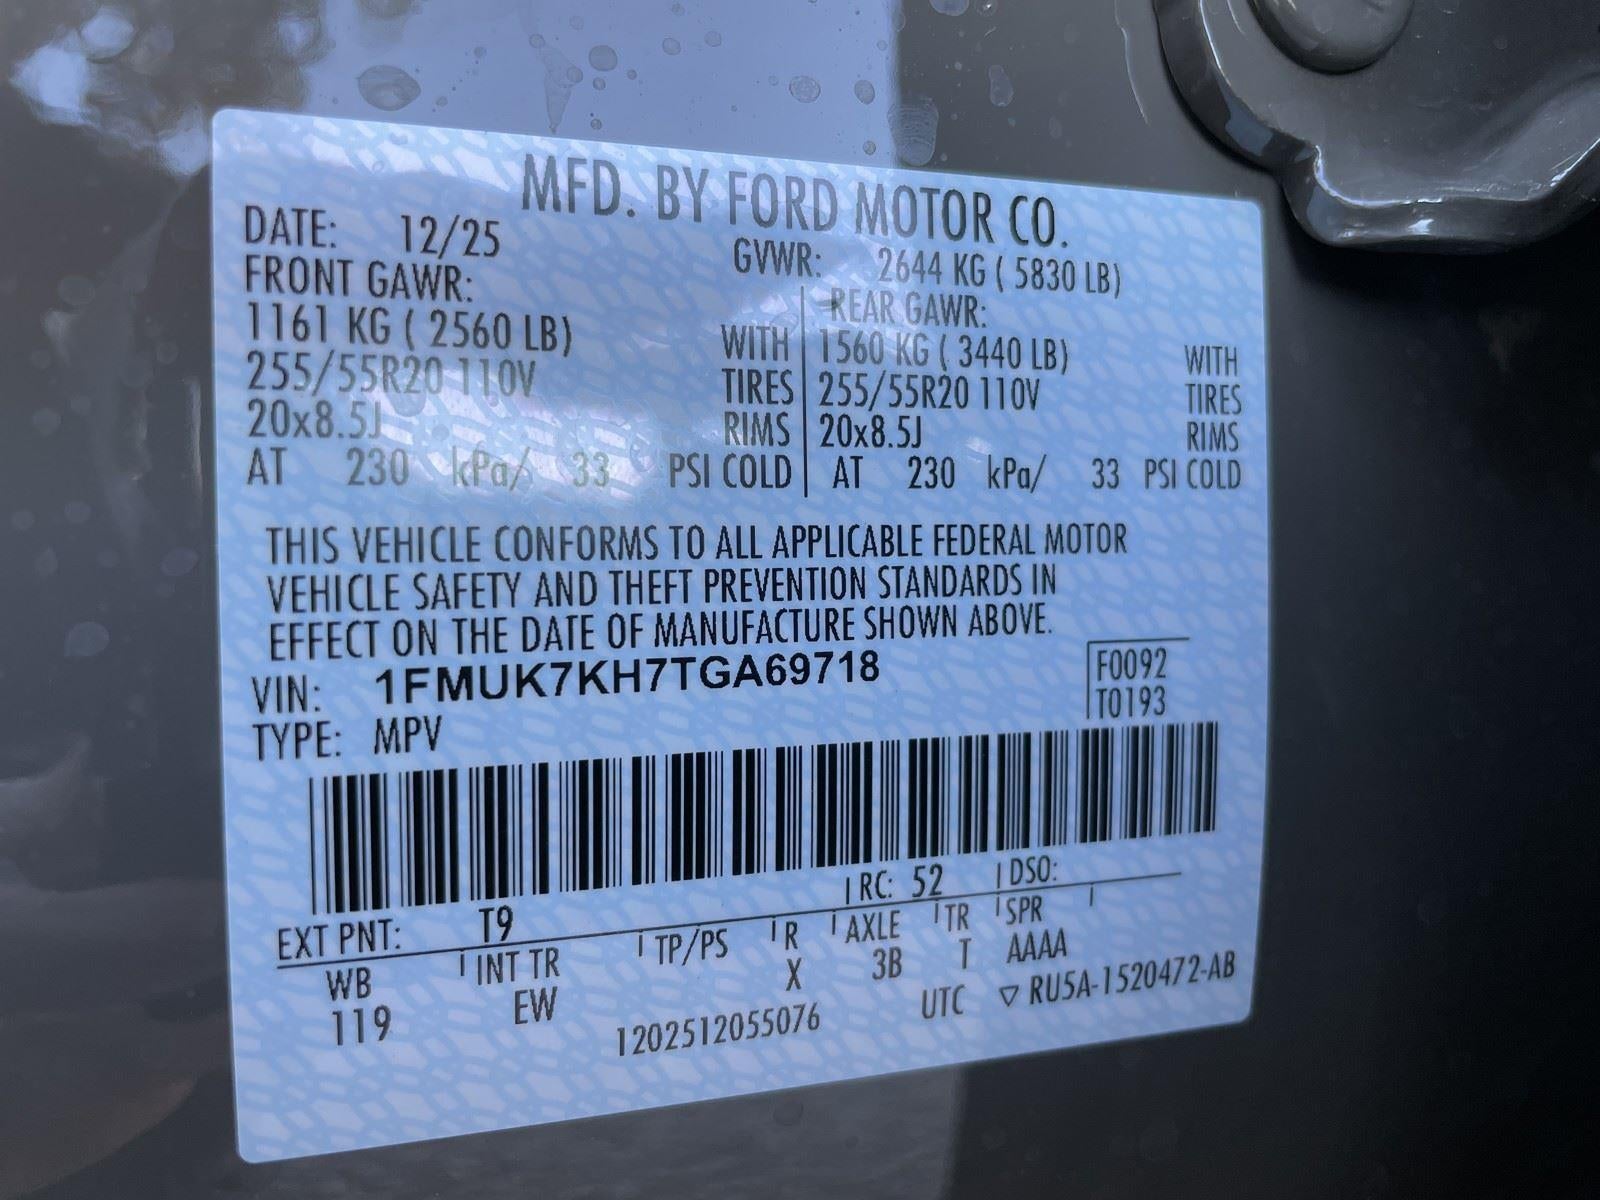 MFD. BY FORD MOTOR CO.
DATE: 12/25 GVWR: 2644 KG ( 5830 LB)
FRONT GAWR: REAR GAWR:
1161 KG ( 2560 LB) WITH 1560 KG ( 3440 LB) WITH
255/55R20 110V TIRES 255/55R20 110V TIRES
20x8.5J RIMS 20x8.5J RIMS
AT 230 kPa/ 33 PSI COLD AT 230 kPa/ 33 PSI COLD
THIS VEHICLE CONFORMS TO ALL APPLICABLE FEDERAL MOTOR
VEHICLE SAFETY AND THEFT PREVENTION STANDARDS IN
EFFECT ON THE DATE OF MANUFACTURE SHOWN ABOVE.
VIN: 1FMUK7KH7TGA69718 F0092
TYPE: MPV T0193
EXT PNT: T9 RC: 52 DSO:
WB INT TR TP/PS R AXLE TR SPR
119 EW X 3B T AAAA
1202512055076 UTC ▽ RU5A-1520472-AB